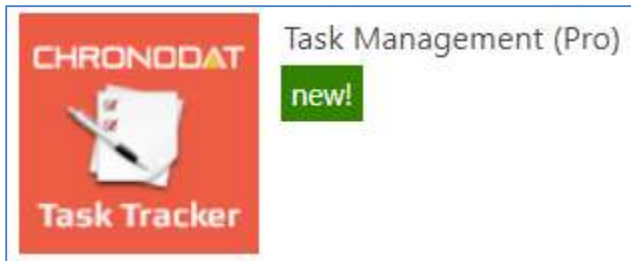 CHRONODAT
Task Tracker
Task Management (Pro)
new!